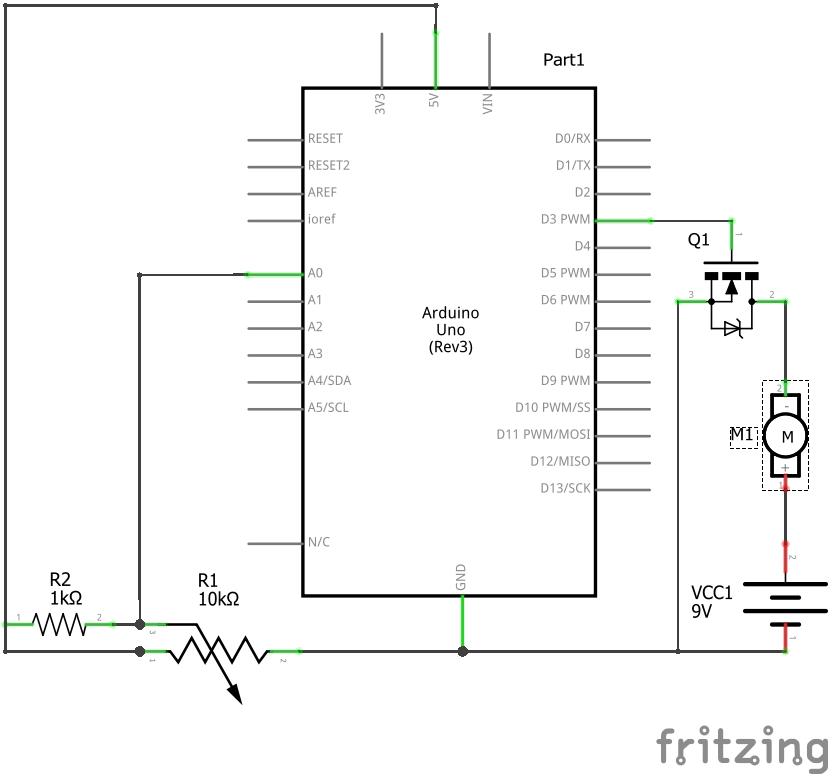 Part1
3V3
5V
VIN
RESET
RESET2
AREF
ioref
A0
A1
A2
A3
A4/SDA
A5/SCL
N/C
D0/RX
D1/TX
D2
D3 PWM
D4
D5 PWM
D6 PWM
D7
D8
D9 PWM
D10 PWM/SS
D11 PWM/MOSI
D12/MISO
D13/SCK
GND
Arduino
Uno
(Rev3)
Q1
1
3
2
M1
2
-
M
+
1
VCC1
9V
2
1
R2
1kΩ
1
2
R1
10kΩ
3
1
2
fritzing